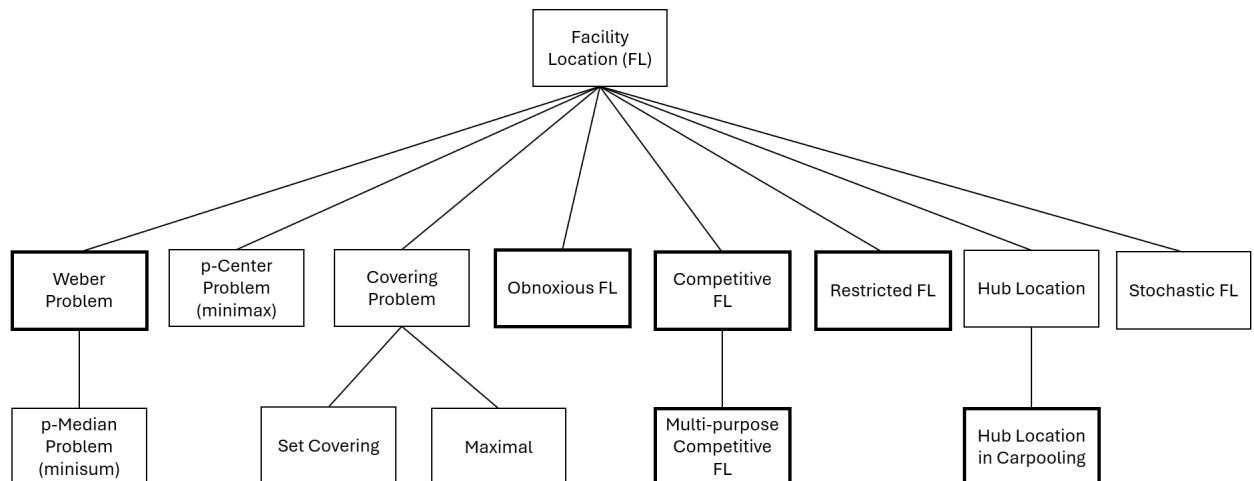 Facility
Location (FL)
Weber
Problem
p-Center
Problem
(minimax)
Covering
Problem
Obnoxious FL
Competitive
FL
Restricted FL
Hub Location
Stochastic FL
p-Median
Problem
(minisum)
Set Covering
Maximal
Multi-purpose
Competitive
FL
Hub Location
in Carpooling